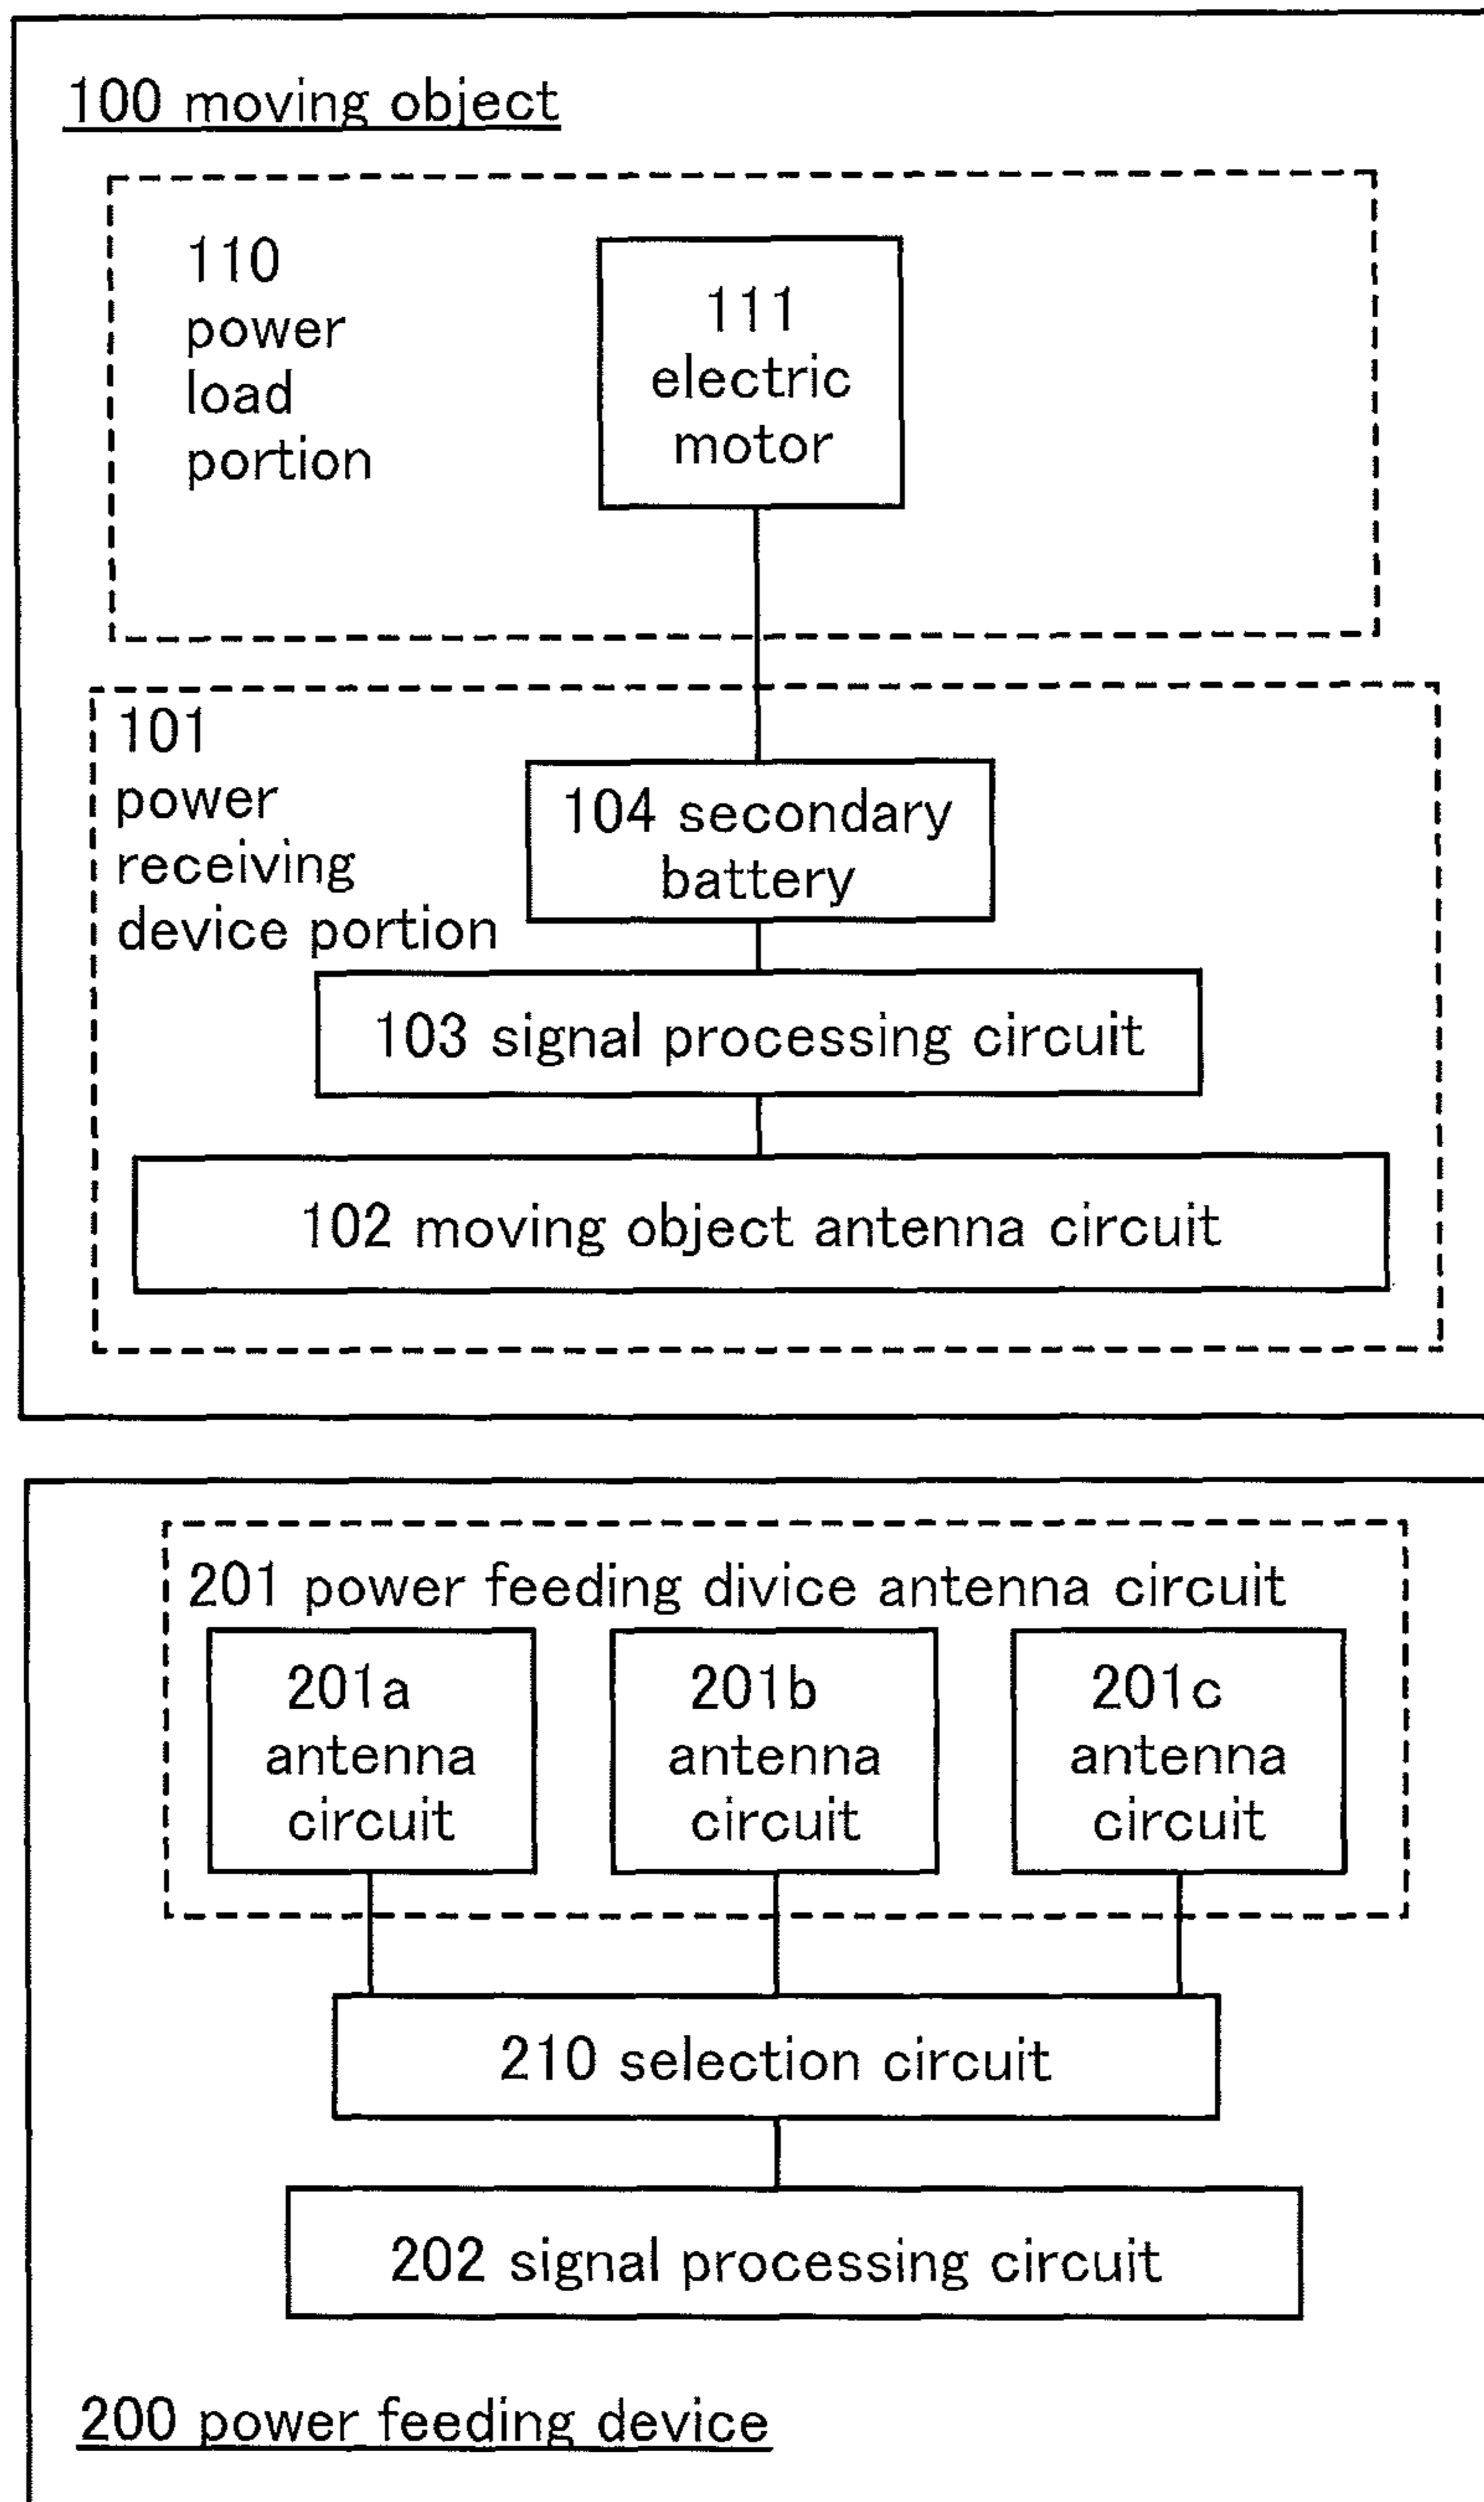 100 moving object
110
power
load
portion
111
electric
motor
101
power
receiving
device portion
104 secondary
battery
103 signal processing circuit
102 moving object antenna circuit
201 power feeding divice antenna circuit
201a
antenna
circuit
201b
antenna
circuit
201c
antenna
circuit
210 selection circuit
202 signal processing circuit
200 power feeding device